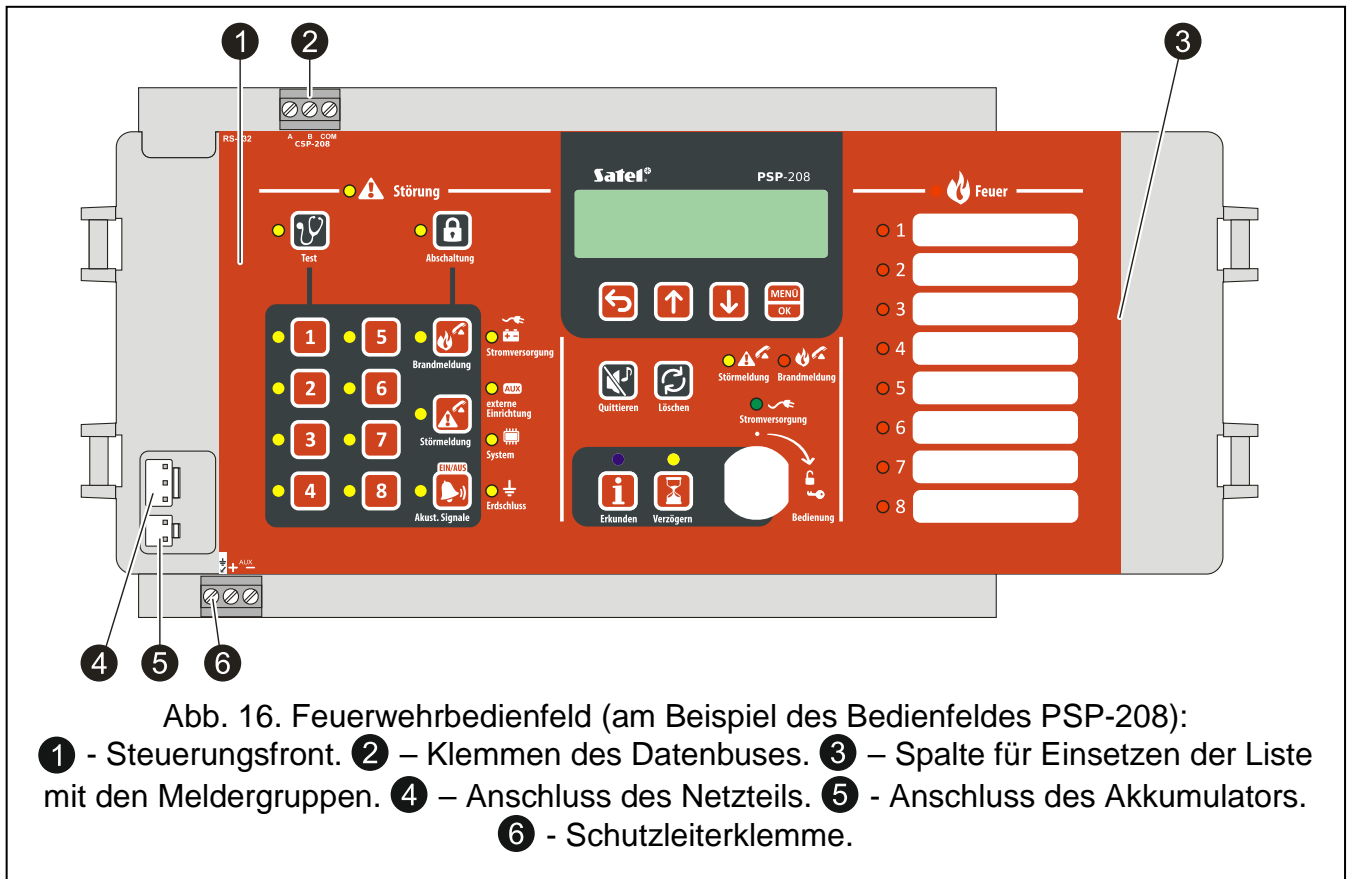 1 2 3
RS-232
A B COM
CSP-208
Störung
Test
Abschaltung
1 5
Brandmeldung
Stromversorgung
2 6
AUX
externe
Einrichtung
Störmeldung
System
3 7
EIN/AUS
4 8
Akust. Signale
Erdschluss
Satel® PSP-208
MENÜ
OK
Quittieren
Löschen
Störmeldung Brandmeldung
Stromversorgung
Erkunden
Verzögern
Bedienung
Feuer
1
2
3
4
5
6
7
8
+ AUX –
4 5 6
Abb. 16. Feuerwehrbedienfeld (am Beispiel des Bedienfeldes PSP-208):
1 - Steuerungsfront. 2 – Klemmen des Datenbuses. 3 – Spalte für Einsetzen der Liste
mit den Meldergruppen. 4 – Anschluss des Netzteils. 5 - Anschluss des Akkumulators.
6 - Schutzleiterklemme.